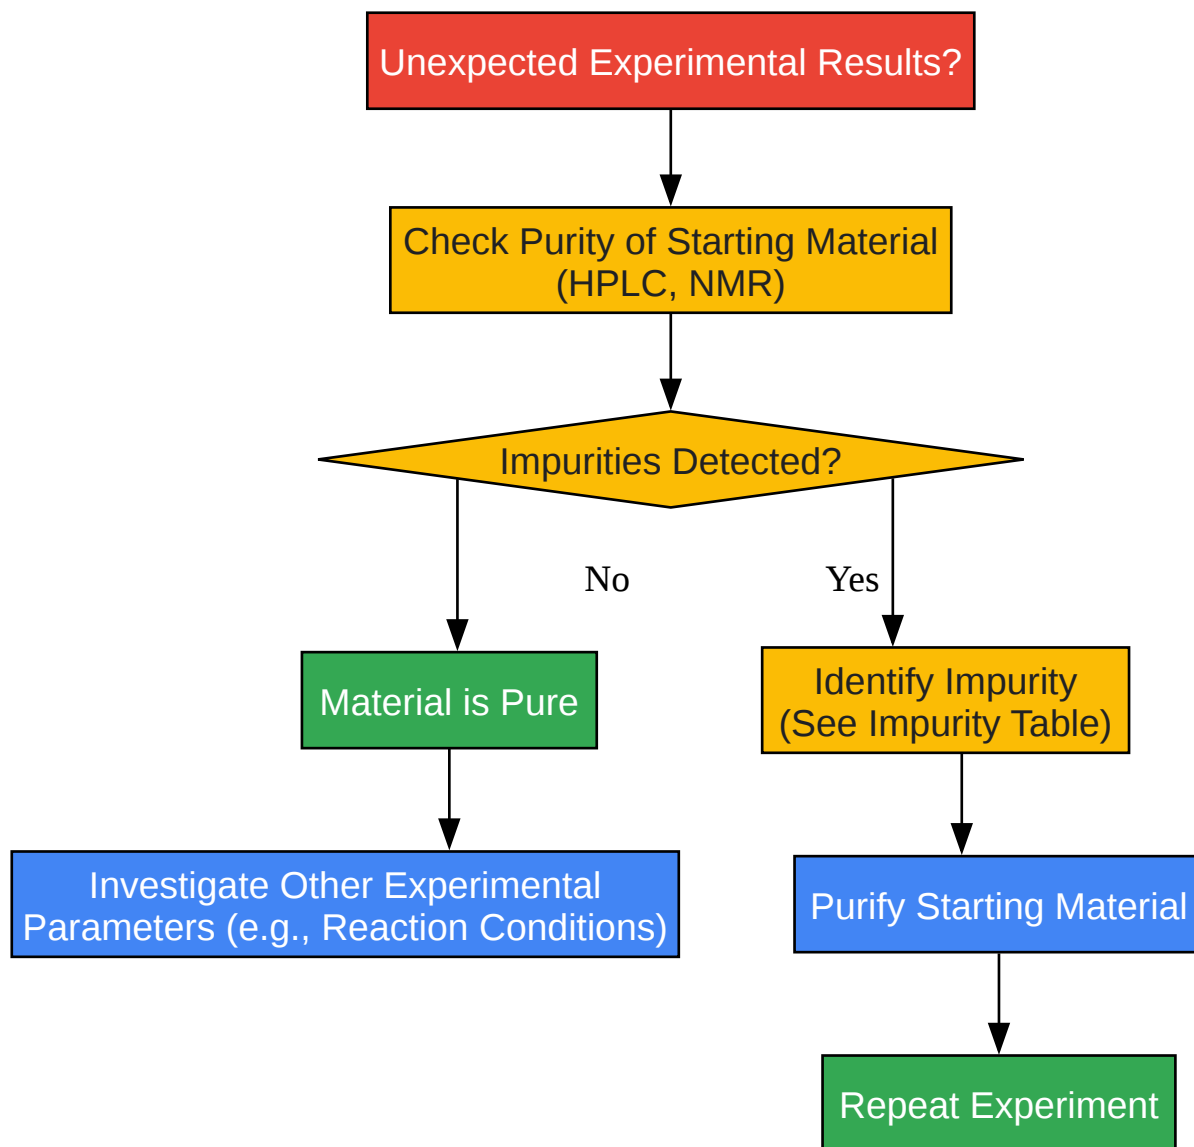 Unexpected Experimental Results?
Check Purity of Starting Material
(HPLC, NMR)
Impurities Detected?
No
Yes
Material is Pure
Identify Impurity
(See Impurity Table)
Investigate Other Experimental
Parameters (e.g., Reaction Conditions)
Purify Starting Material
Repeat Experiment